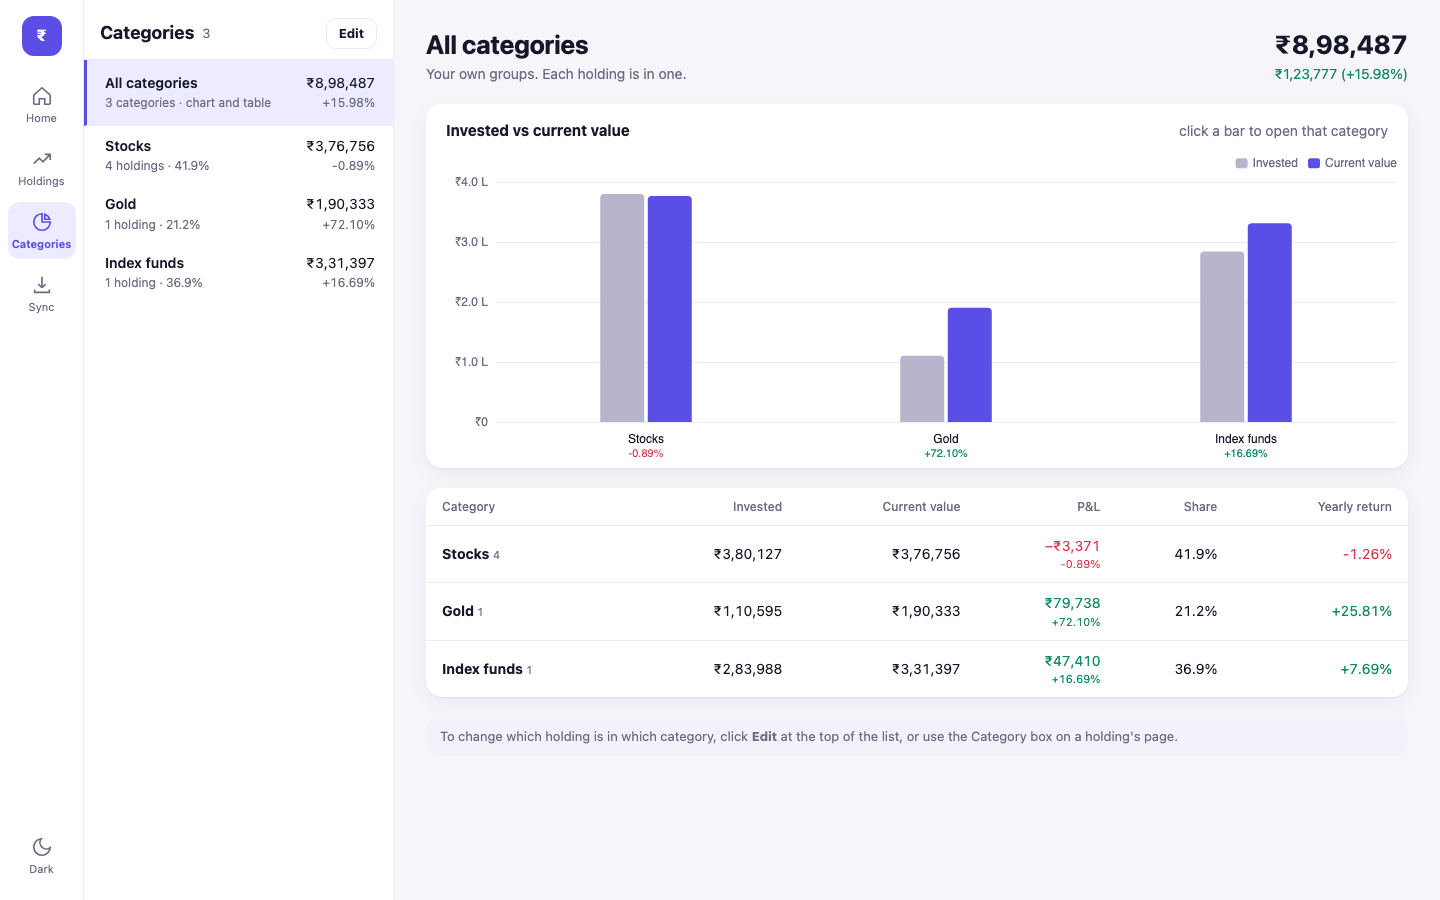 ₹
Home
Holdings
Categories
Sync
Dark
Categories 3
Edit
All categories ₹8,98,487
3 categories · chart and table +15.98%
Stocks ₹3,76,756
4 holdings · 41.9% -0.89%
Gold ₹1,90,333
1 holding · 21.2% +72.10%
Index funds ₹3,31,397
1 holding · 36.9% +16.69%
All categories ₹8,98,487
Your own groups. Each holding is in one. ₹1,23,777 (+15.98%)
Invested vs current value click a bar to open that category
Invested Current value
₹4.0 L
₹3.0 L
₹2.0 L
₹1.0 L
₹0
Stocks Gold Index funds
-0.89% +72.10% +16.69%
Category Invested Current value P&L Share Yearly return
Stocks 4 ₹3,80,127 ₹3,76,756 –₹3,371 41.9% -1.26%
-0.89%
Gold 1 ₹1,10,595 ₹1,90,333 ₹79,738 21.2% +25.81%
+72.10%
Index funds 1 ₹2,83,988 ₹3,31,397 ₹47,410 36.9% +7.69%
+16.69%
To change which holding is in which category, click Edit at the top of the list, or use the Category box on a holding's page.